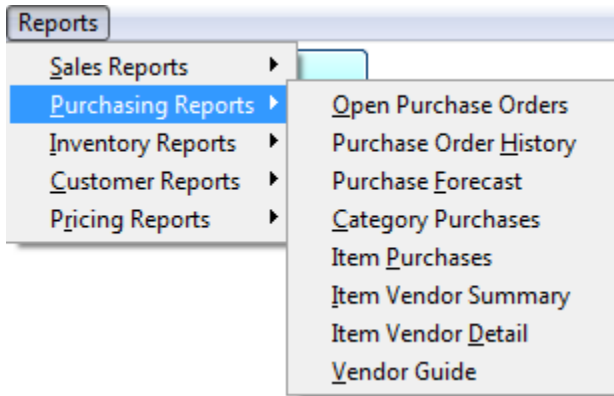 Reports
Sales Reports
Purchasing Reports
Inventory Reports
Customer Reports
Pricing Reports
Open Purchase Orders
Purchase Order History
Purchase Forecast
Category Purchases
Item Purchases
Item Vendor Summary
Item Vendor Detail
Vendor Guide